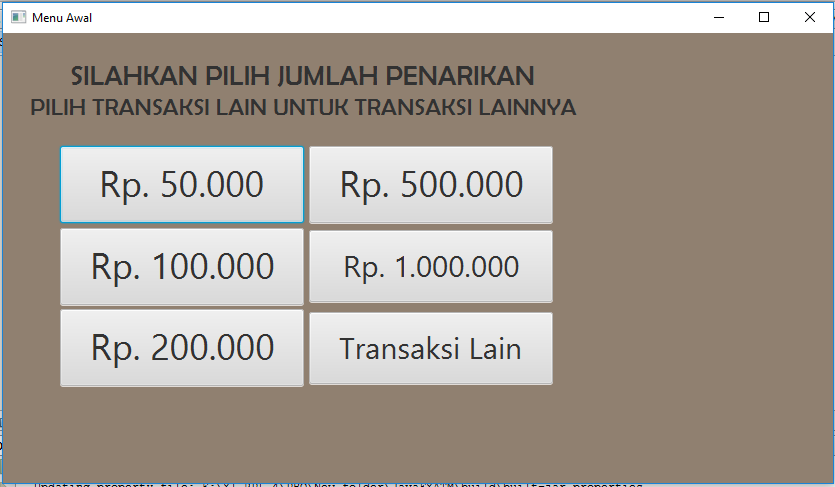 Menu Awal
SILAHKAN PILIH JUMLAH PENARIKAN
PILIH TRANSAKSI LAIN UNTUK TRANSAKSI LAINNYA
Rp. 50.000
Rp. 500.000
Rp. 100.000
Rp. 1.000.000
Rp. 200.000
Transaksi Lain